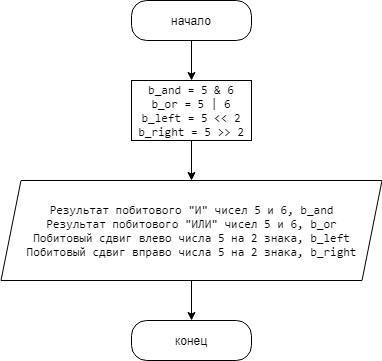 начало
b_and = 5 & 6
b_or = 5 | 6
b_left = 5 << 2
b_right = 5 >> 2
Результат побитового "И" чисел 5 и 6, b_and
Результат побитового "ИЛИ" чисел 5 и 6, b_or
Побитовый сдвиг влево числа 5 на 2 знака, b_left
Побитовый сдвиг вправо числа 5 на 2 знака, b_right
конец